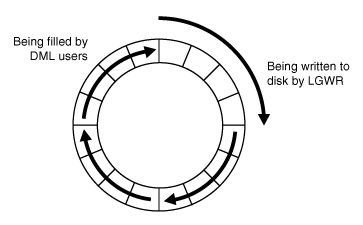 Being filled by
DML users
Being written to
disk by LGWR